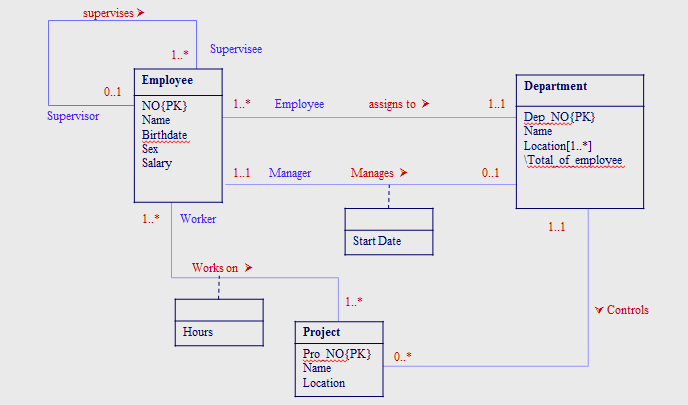 supervises
1..*
Supervisee
0..1
Supervisor
Employee
NO{PK}
Name
Birthdate
Sex
Salary
1..* Employee assigns to 1..1
1..1 Manager Manages 0..1
Department
Dep_NO{PK}
Name
Location[1..*]
\Total_of_employee
Start Date
1..* Worker
Works on
Hours
1..*
1..1
Controls
Project
Pro_NO{PK}
Name
Location
0..*